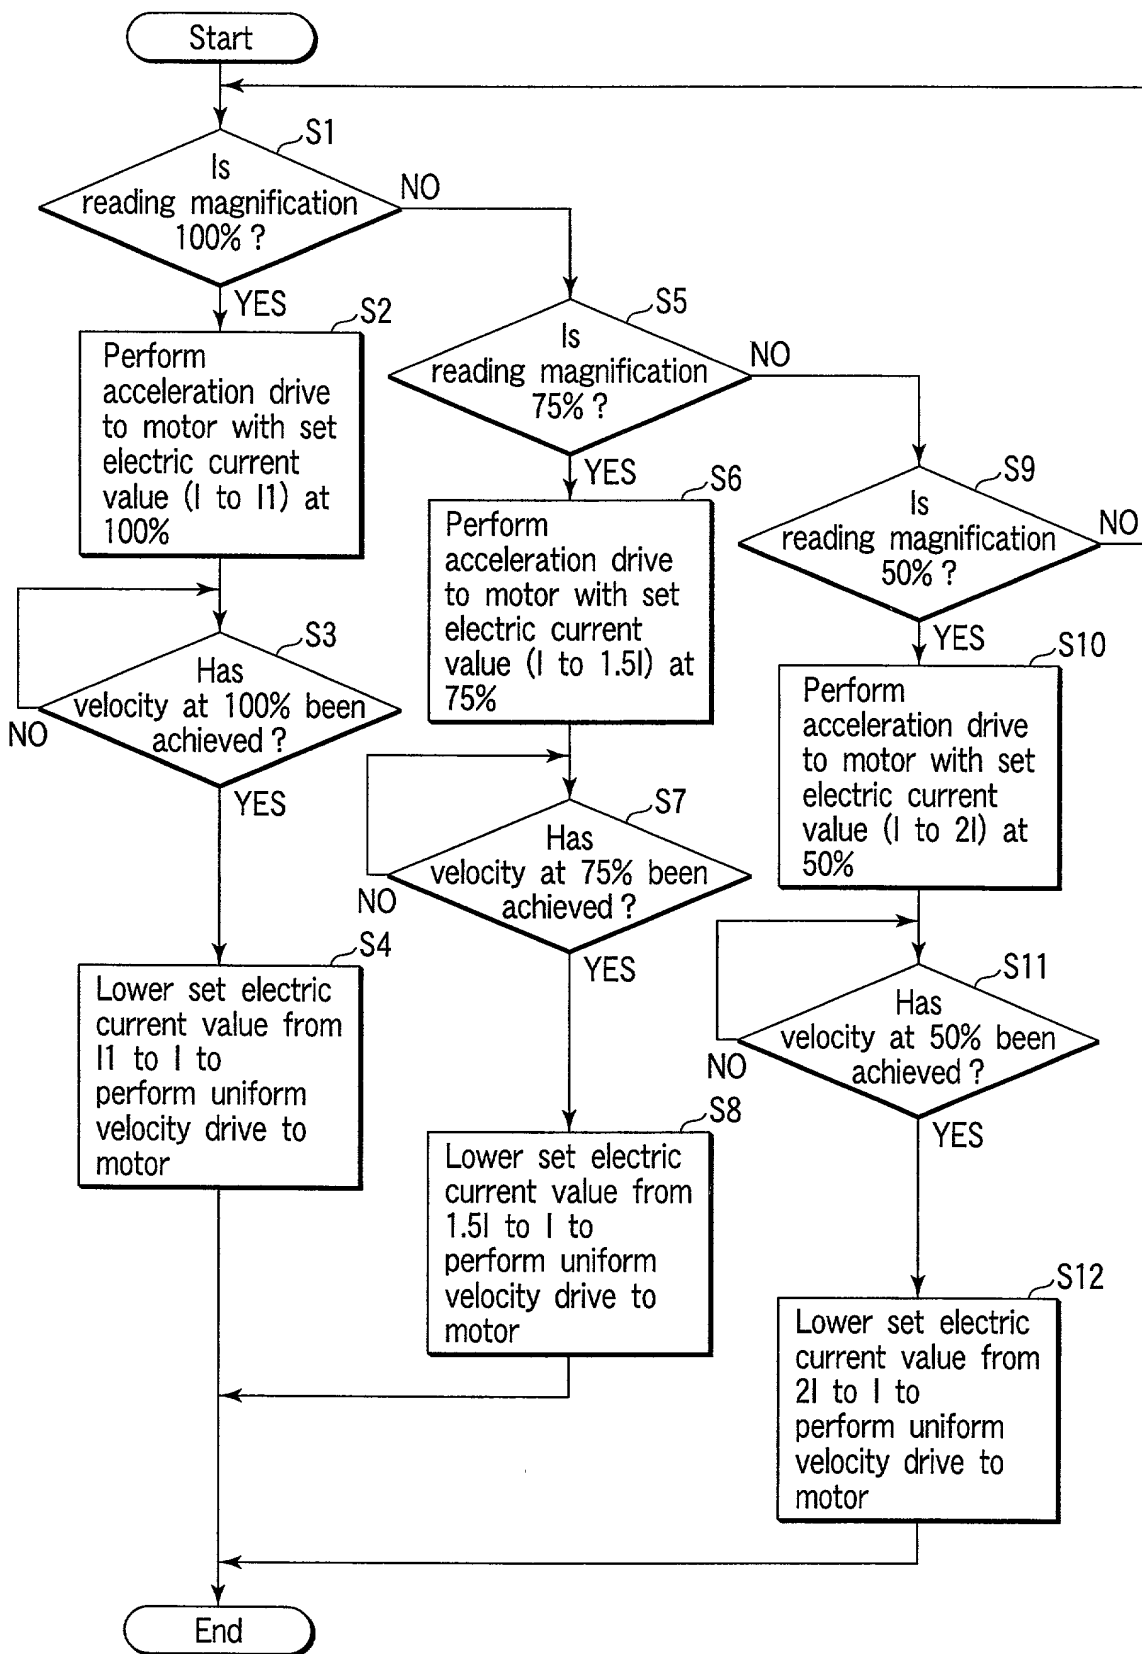 Start
S1
Is
reading magnification
100% ?
NO
YES
S2
Perform
acceleration drive
to motor with set
electric current
value (I to I1) at
100%
S3
Has
velocity at 100% been
achieved ?
NO
YES
S4
Lower set electric
current value from
I1 to I to
perform uniform
velocity drive to
motor
S5
Is
reading magnification
75% ?
NO
YES
S6
Perform
acceleration drive
to motor with set
electric current
value (I to 1.5I) at
75%
S7
Has
velocity at 75% been
achieved ?
NO
YES
S8
Lower set electric
current value from
1.5I to I to
perform uniform
velocity drive to
motor
S9
Is
reading magnification
50% ?
NO
YES
S10
Perform
acceleration drive
to motor with set
electric current
value (I to 2I) at
50%
S11
Has
velocity at 50% been
achieved ?
NO
YES
S12
Lower set electric
current value from
2I to I to
perform uniform
velocity drive to
motor
End